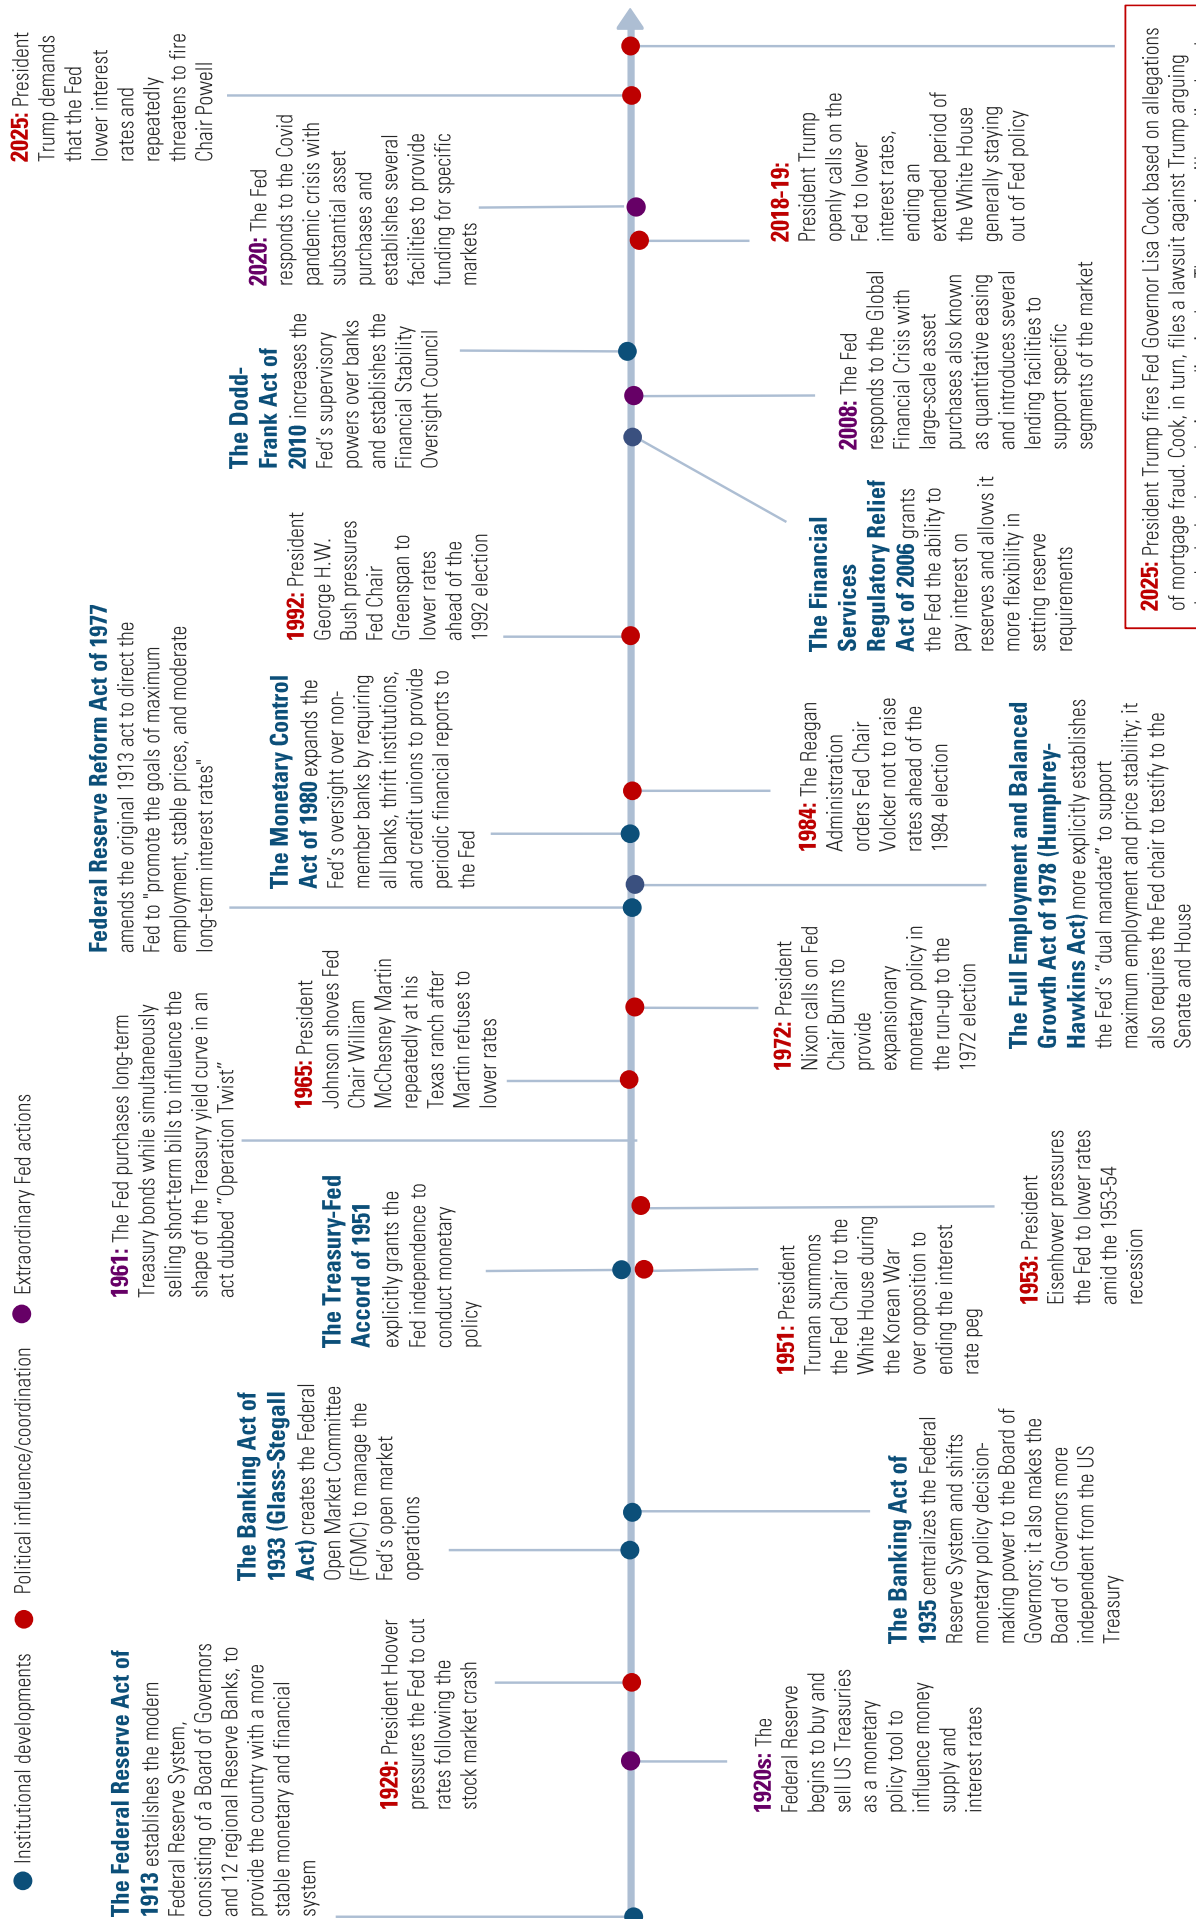 Institutional developments
Political influence/coordination
Extraordinary Fed actions
The Federal Reserve Act of
1913 establishes the modern
Federal Reserve System,
consisting of a Board of Governors
and 12 regional Reserve Banks, to
provide the country with a more
stable monetary and financial
system
1920s: The
Federal Reserve
begins to buy and
sell US Treasuries
as a monetary
policy tool to
influence money
supply and
interest rates
1929: President Hoover
pressures the Fed to cut
rates following the
stock market crash
The Banking Act of
1933 (Glass-Stegall
Act) creates the Federal
Open Market Committee
(FOMC) to manage the
Fed's open market
operations
The Banking Act of
1935 centralizes the Federal
Reserve System and shifts
monetary policy decision-
making power to the Board of
Governors; it also makes the
Board of Governors more
independent from the US
Treasury
The Treasury-Fed
Accord of 1951
explicitly grants the
Fed independence to
conduct monetary
policy
1951: President
Truman summons
the Fed Chair to the
White House during
the Korean War
over opposition to
ending the interest
rate peg
1953: President
Eisenhower pressures
the Fed to lower rates
amid the 1953-54
recession
1961: The Fed purchases long-term
Treasury bonds while simultaneously
selling short-term bills to influence the
shape of the Treasury yield curve in an
act dubbed "Operation Twist"
1965: President
Johnson shoves Fed
Chair William
McChesney Martin
repeatedly at his
Texas ranch after
Martin refuses to
lower rates
1972: President
Nixon calls on Fed
Chair Burns to
provide
expansionary
monetary policy in
the run-up to the
1972 election
Federal Reserve Reform Act of 1977
amends the original 1913 act to direct the
Fed to "promote the goals of maximum
employment, stable prices, and moderate
long-term interest rates"
The Full Employment and Balanced
Growth Act of 1978 (Humphrey-
Hawkins Act) more explicitly establishes
the Fed's "dual mandate" to support
maximum employment and price stability; it
also requires the Fed chair to testify to the
Senate and House
The Monetary Control
Act of 1980 expands the
Fed's oversight over non-
member banks by requiring
all banks, thrift institutions,
and credit unions to provide
periodic financial reports to
the Fed
1984: The Reagan
Administration
orders Fed Chair
Volcker not to raise
rates ahead of the
1984 election
1992: President
George H.W.
Bush pressures
Fed Chair
Greenspan to
lower rates
ahead of the
1992 election
The Financial
Services
Regulatory Relief
Act of 2006 grants
the Fed the ability to
pay interest on
reserves and allows it
more flexibility in
setting reserve
requirements
2008: The Fed
responds to the Global
Financial Crisis with
large-scale asset
purchases also known
as quantitative easing
and introduces several
lending facilities to
support specific
segments of the market
The Dodd-
Frank Act of
2010 increases the
Fed's supervisory
powers over banks
and establishes the
Financial Stability
Oversight Council
2018-19:
President Trump
openly calls on the
Fed to lower
interest rates,
ending an
extended period of
the White House
generally staying
out of Fed policy
2020: The Fed
responds to the Covid
pandemic crisis with
substantial asset
purchases and
establishes several
facilities to provide
funding for specific
markets
2025: President
Trump demands
that the Fed
lower interest
rates and
repeatedly
threatens to fire
Chair Powell
2025: President Trump fires Fed Governor Lisa Cook based on allegations
of mortgage fraud. Cook, in turn, files a lawsuit against Trump arguing